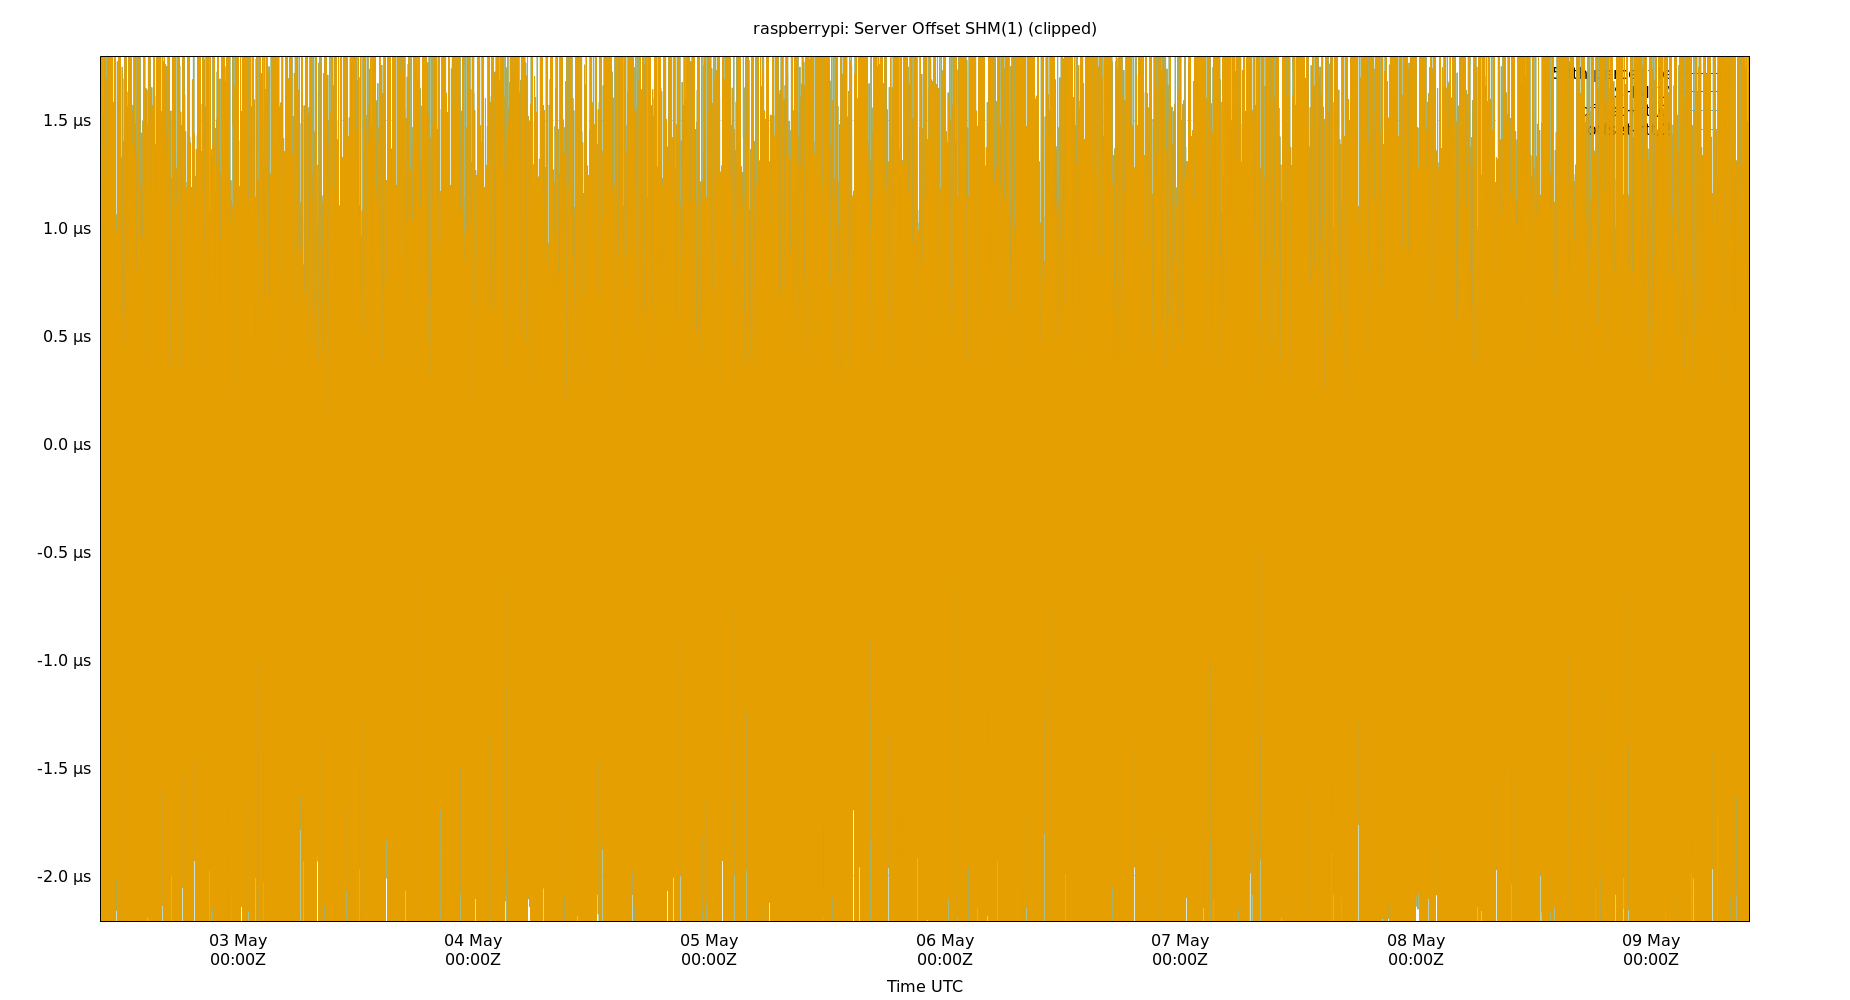 raspberrypi: Server Offset SHM(1) (clipped)
1.5 µs
1.0 µs
0.5 µs
0.0 µs
-0.5 µs
-1.0 µs
-1.5 µs
-2.0 µs
03 May 04 May 05 May 06 May 07 May 08 May 09 May
00:00Z 00:00Z 00:00Z 00:00Z 00:00Z 00:00Z 00:00Z
Time UTC